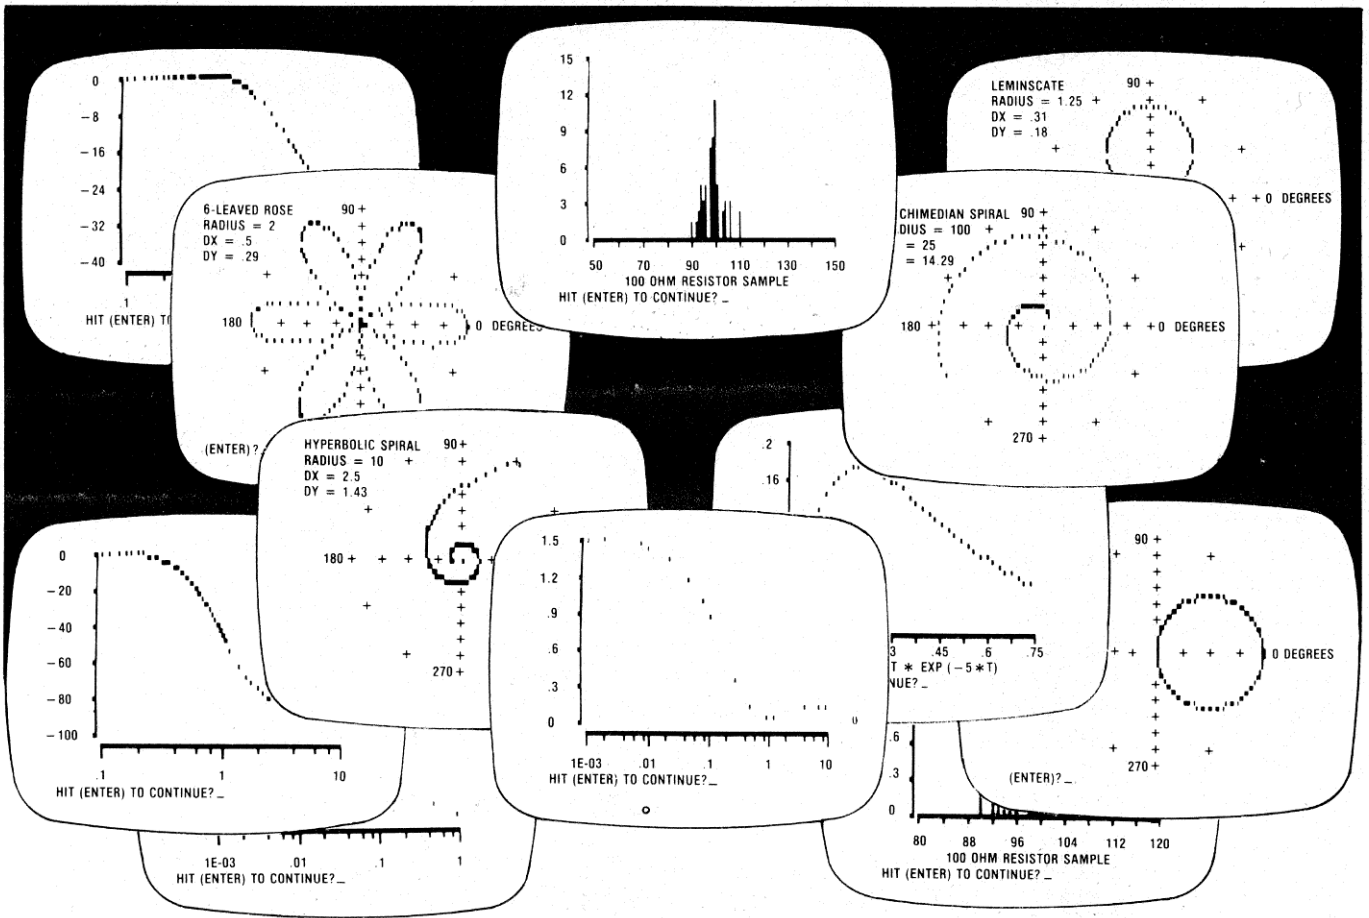 0
-8
-16
-24
-32
-40
.1
HIT (ENTER) T
15
12
9
6
3
0
50 70 90 110 130 150
100 OHM RESISTOR SAMPLE
HIT (ENTER) TO CONTINUE? _
LEMINSCATE
RADIUS = 1.25
DX = .31
DY = .18
90
0 DEGREES
6-LEAVED ROSE
RADIUS = 2
DX = .5
DY = .29
90
180
0 DEGREES
(ENTER)?
CHIMEDIAN SPIRAL
DIUS = 100
= 25
= 14.29
90
180
0 DEGREES
270
HYPERBOLIC SPIRAL
RADIUS = 10
DX = 2.5
DY = 1.43
90
180
270
.2
.16
3 .45 .6 .75
T * EXP (-5*T)
NUE? _
0
-20
-40
-60
-80
-100
.1 1 10
HIT (ENTER) TO CONTINUE? _
1.5
1.2
.9
.6
.3
0
0
1E-03 .01 .1 1 10
HIT (ENTER) TO CONTINUE? _
90
0 DEGREES
270
(ENTER)? _
1E-03 .01 .1 1
HIT (ENTER) TO CONTINUE? _
.6
.3
0
80 88 96 104 112 120
100 OHM RESISTOR SAMPLE
HIT (ENTER) TO CONTINUE? _